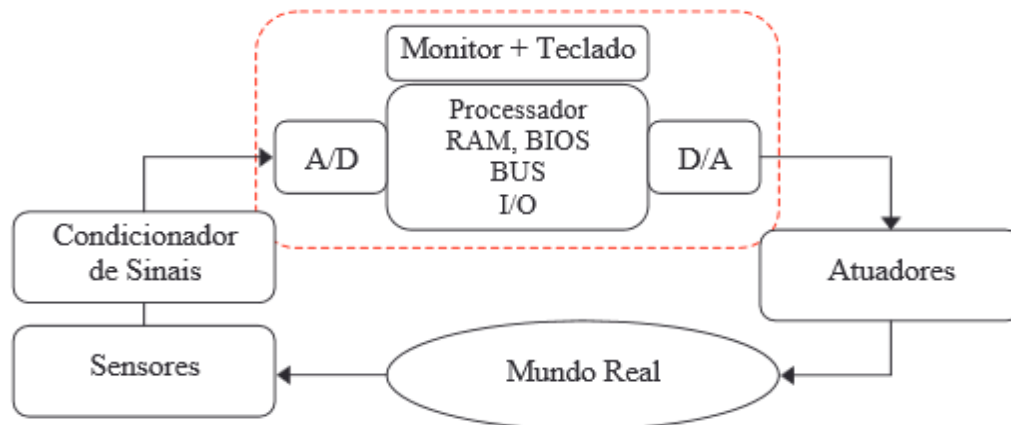 Monitor + Teclado
Processador
RAM, BIOS
BUS
I/O
A/D
D/A
Condicionador
de Sinais
Atuadores
Sensores
Mundo Real